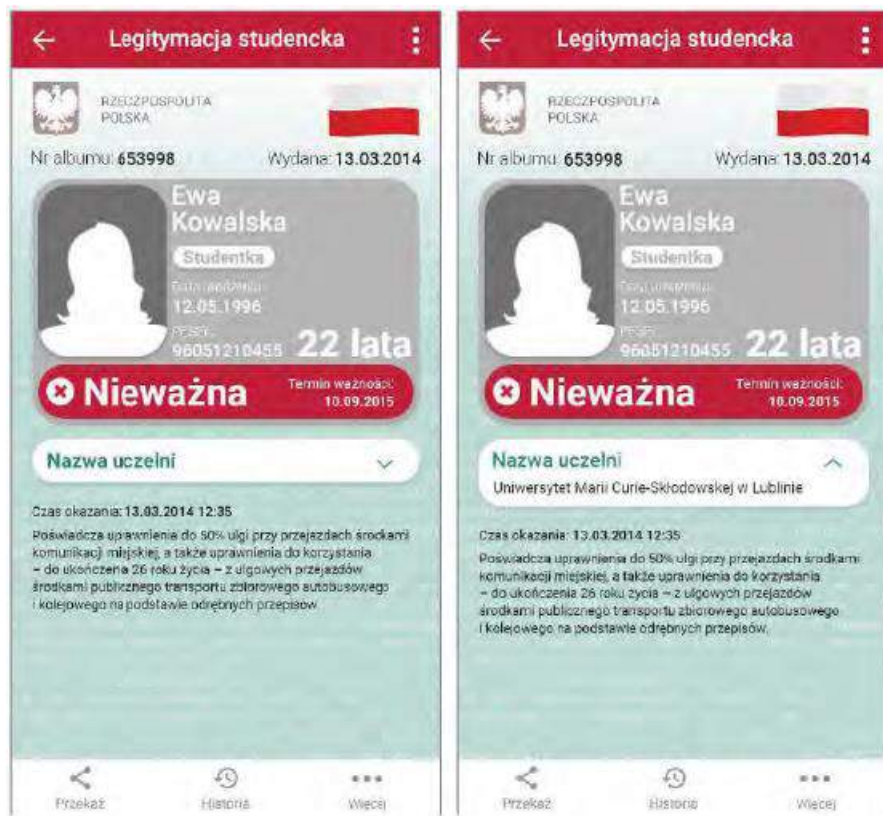 Legitymacja studencka
RZECZPOSPOLITA
POLSKA
Nr albumu: 653998 Wydana: 13.03.2014
Ewa
Kowalska
Studentka
Data urodzenia:
12.05.1996
PESEL:
96051210455 22 lata
Nieważna Termin ważności:
10.09.2015
Nazwa uczelni
Czas okazania: 13.03.2014 12:35
Poświadcza uprawnienie do 50% ulgi przy przejazdach środkami
komunikacji miejskiej, a także uprawnienia do korzystania
– do ukończenia 26 roku życia – z ulgowych przejazdów
środkami publicznego transportu zbiorowego autobusowego
i kolejowego na podstawie odrębnych przepisów.
Przekaż Historia Więcej
Legitymacja studencka
RZECZPOSPOLITA
POLSKA
Nr albumu: 653998 Wydana: 13.03.2014
Ewa
Kowalska
Studentka
Data urodzenia:
12.05.1996
PESEL:
96051210455 22 lata
Nieważna Termin ważności:
10.09.2015
Nazwa uczelni
Uniwersytet Marii Curie-Skłodowskej w Lublinie
Czas okazania: 13.03.2014 12:35
Poświadcza uprawnienie do 50% ulgi przy przejazdach środkami
komunikacji miejskiej, a także uprawnienia do korzystania
– do ukończenia 26 roku życia – z ulgowych przejazdów
środkami publicznego transportu zbiorowego autobusowego
i kolejowego na podstawie odrębnych przepisów.
Przekaż Historia Więcej